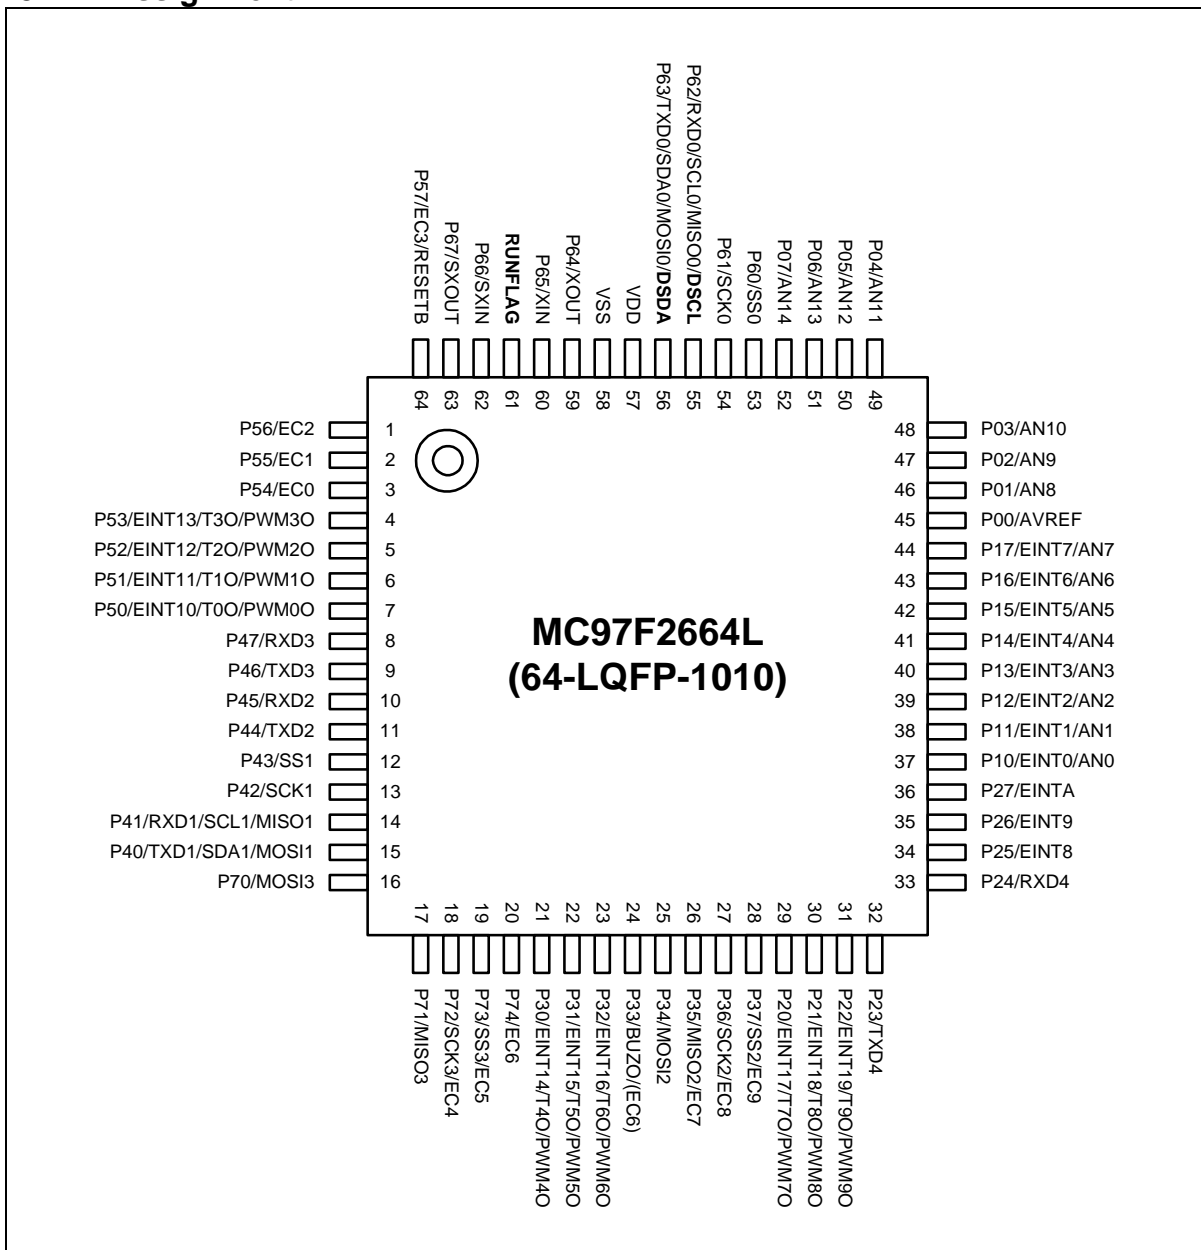 P57/EC3/RESETB
P67/SXOUT
P66/SXIN
RUNFLAG
P65/XIN
P64/XOUT
VSS
VDD
P63/TXD0/SDA0/MOSI0/DSDA
P62/RXD0/SCL0/MISO0/DSCL
P61/SCK0
P60/SS0
P07/AN14
P06/AN13
P05/AN12
P04/AN11
64
63
62
61
60
59
58
57
56
55
54
53
52
51
50
49
P56/EC2 1
P55/EC1 2
P54/EC0 3
P53/EINT13/T3O/PWM3O 4
P52/EINT12/T2O/PWM2O 5
P51/EINT11/T1O/PWM1O 6
P50/EINT10/T0O/PWM0O 7
P47/RXD3 8
P46/TXD3 9
P45/RXD2 10
P44/TXD2 11
P43/SS1 12
P42/SCK1 13
P41/RXD1/SCL1/MISO1 14
P40/TXD1/SDA1/MOSI1 15
P70/MOSI3 16
MC97F2664L
(64-LQFP-1010)
48 P03/AN10
47 P02/AN9
46 P01/AN8
45 P00/AVREF
44 P17/EINT7/AN7
43 P16/EINT6/AN6
42 P15/EINT5/AN5
41 P14/EINT4/AN4
40 P13/EINT3/AN3
39 P12/EINT2/AN2
38 P11/EINT1/AN1
37 P10/EINT0/AN0
36 P27/EINTA
35 P26/EINT9
34 P25/EINT8
33 P24/RXD4
17
18
19
20
21
22
23
24
25
26
27
28
29
30
31
32
P71/MISO3
P72/SCK3/EC4
P73/SS3/EC5
P74/EC6
P30/EINT14/T4O/PWM4O
P31/EINT15/T5O/PWM5O
P32/EINT16/T6O/PWM6O
P33/BUZO/(EC6)
P34/MOSI2
P35/MISO2/EC7
P36/SCK2/EC8
P37/SS2/EC9
P20/EINT17/T7O/PWM7O
P21/EINT18/T8O/PWM8O
P22/EINT19/T9O/PWM9O
P23/TXD4